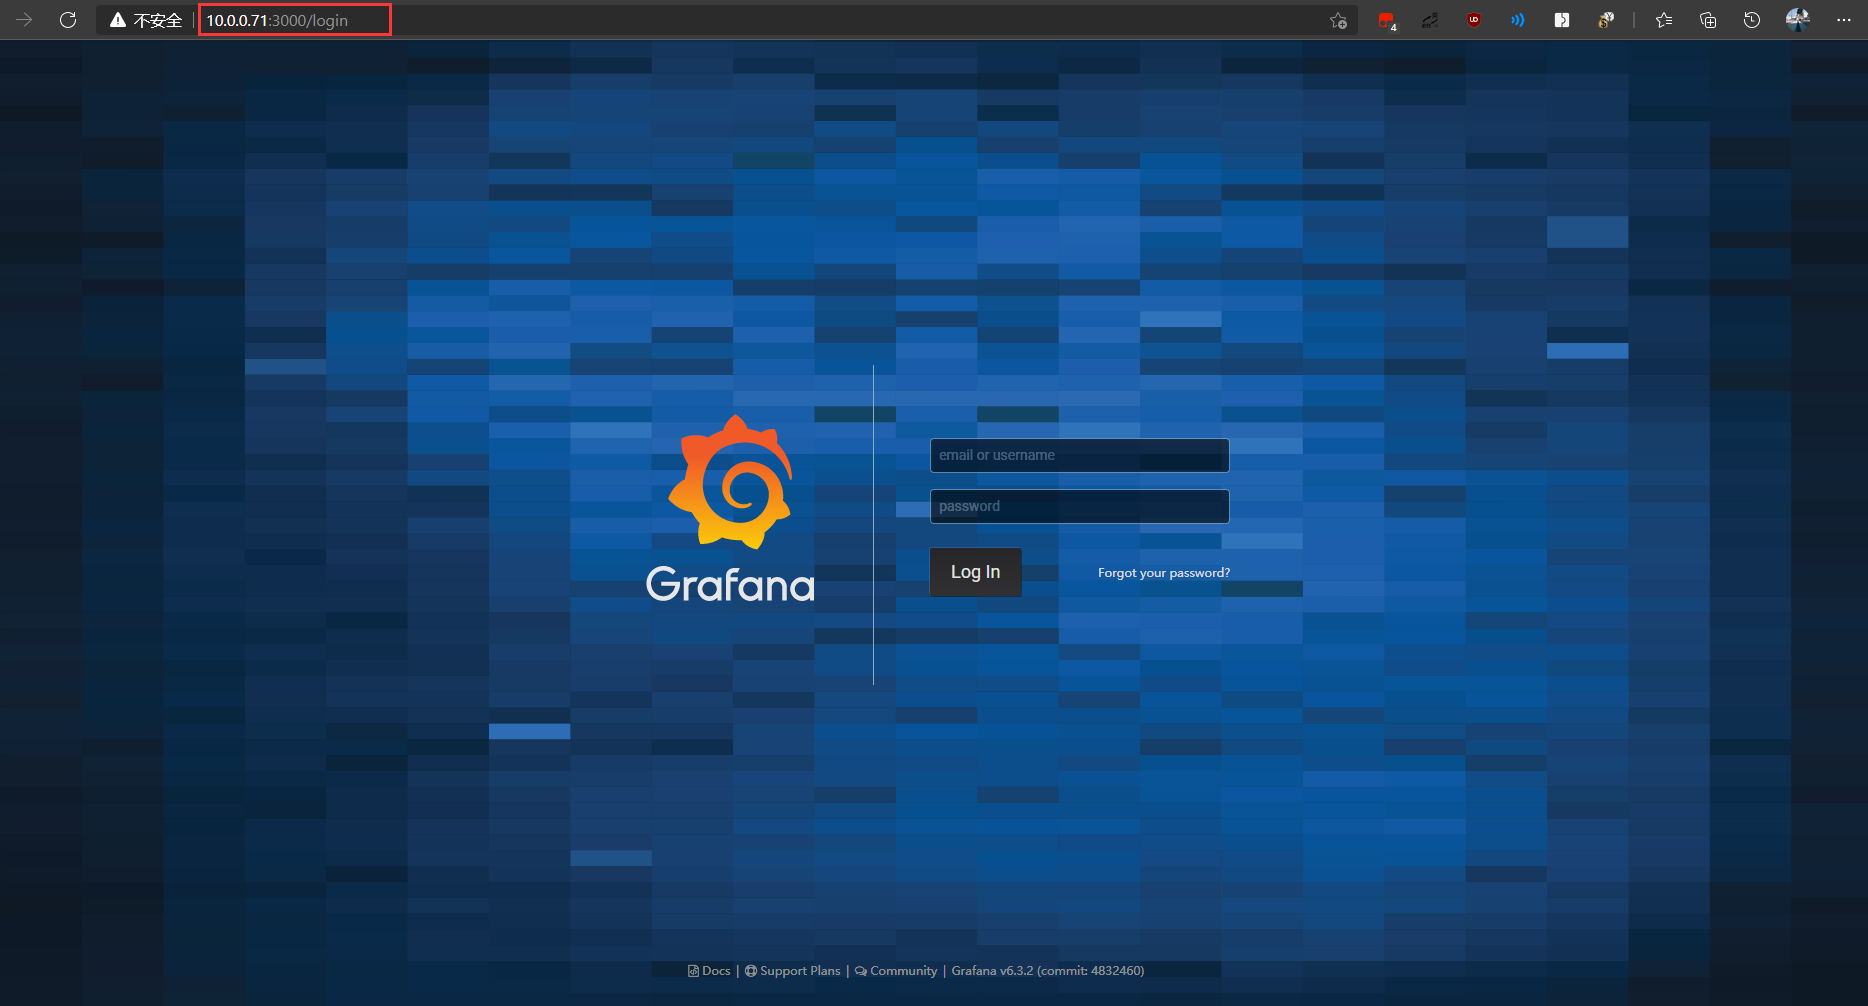 不安全 | 10.0.0.71:3000/login
4
email or username
password
Log In
Forgot your password?
Grafana
Docs | Support Plans | Community | Grafana v6.3.2 (commit: 4832460)